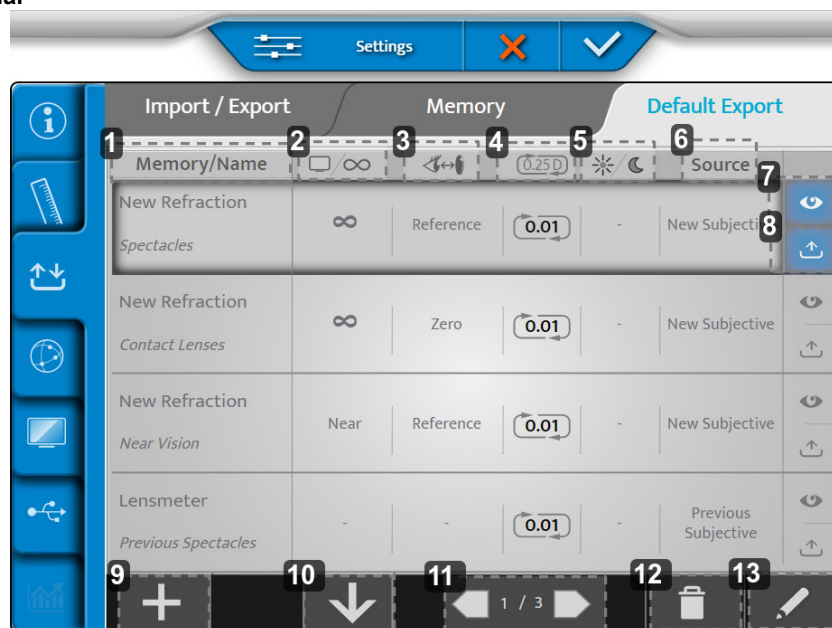 Settings
Import / Export
Memory
Default Export
1
2
3
4
5
6
Memory/Name
0.25 D
Source
7
8
New Refraction
Spectacles
∞
Reference
0.01
-
New Subjecti
New Refraction
Contact Lenses
∞
Zero
0.01
-
New Subjective
New Refraction
Near Vision
Near
Reference
0.01
-
New Subjective
Lensmeter
Previous Spectacles
-
-
0.01
-
Previous
Subjective
9
10
11
12
13
1 / 3